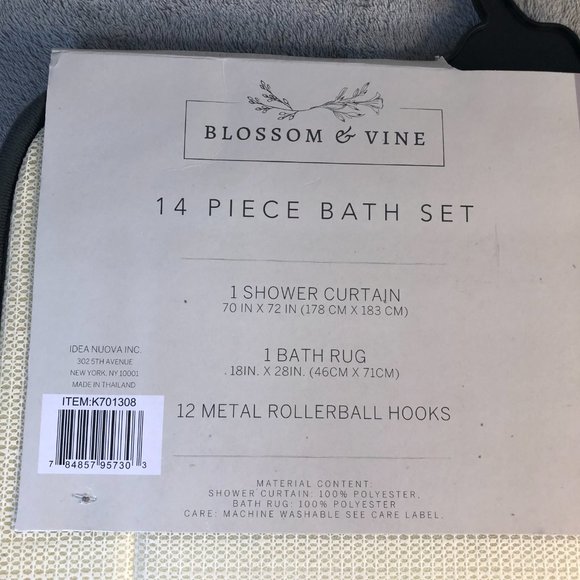 BLOSSOM & VINE
14 PIECE BATH SET
1 SHOWER CURTAIN
70 IN X 72 IN (178 CM X 183 CM)
1 BATH RUG
. 18IN. X 28IN. (46CM X 71CM)
12 METAL ROLLERBALL HOOKS
IDEA NUOVA INC.
302 5TH AVENUE
NEW YORK, NY 10001
MADE IN THAILAND
ITEM:K701308
7 84857 95730 3
MATERIAL CONTENT:
SHOWER CURTAIN: 100% POLYESTER.
BATH RUG: 100% POLYESTER
CARE: MACHINE WASHABLE SEE CARE LABEL.